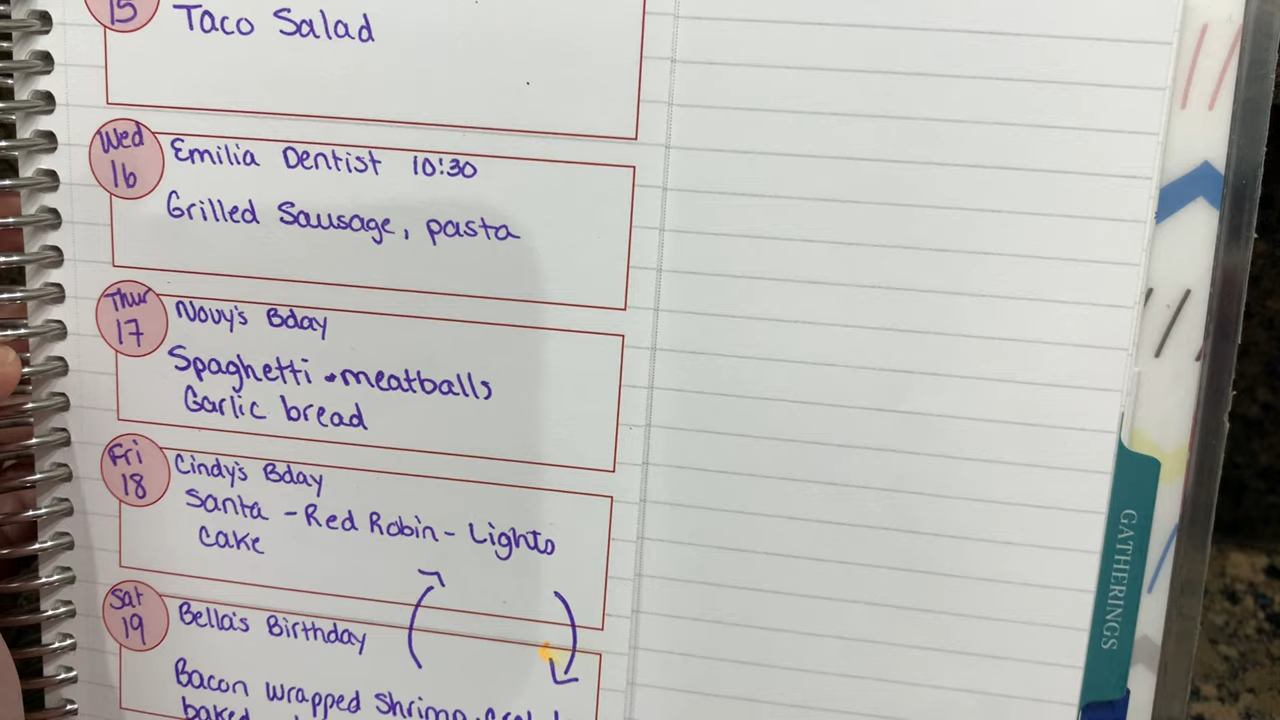 15
Taco Salad
Wed
16
Emilia Dentist 10:30
Grilled Sausage, pasta
Thur
17
Novy's Bday
Spaghetti meatballs
Garlic bread
Fri
18
Cindy's Bday
Santa - Red Robin - Lights
Cake
Sat
19
Bella's Birthday
Bacon wrapped Shrimp,
baked
GATHERINGS